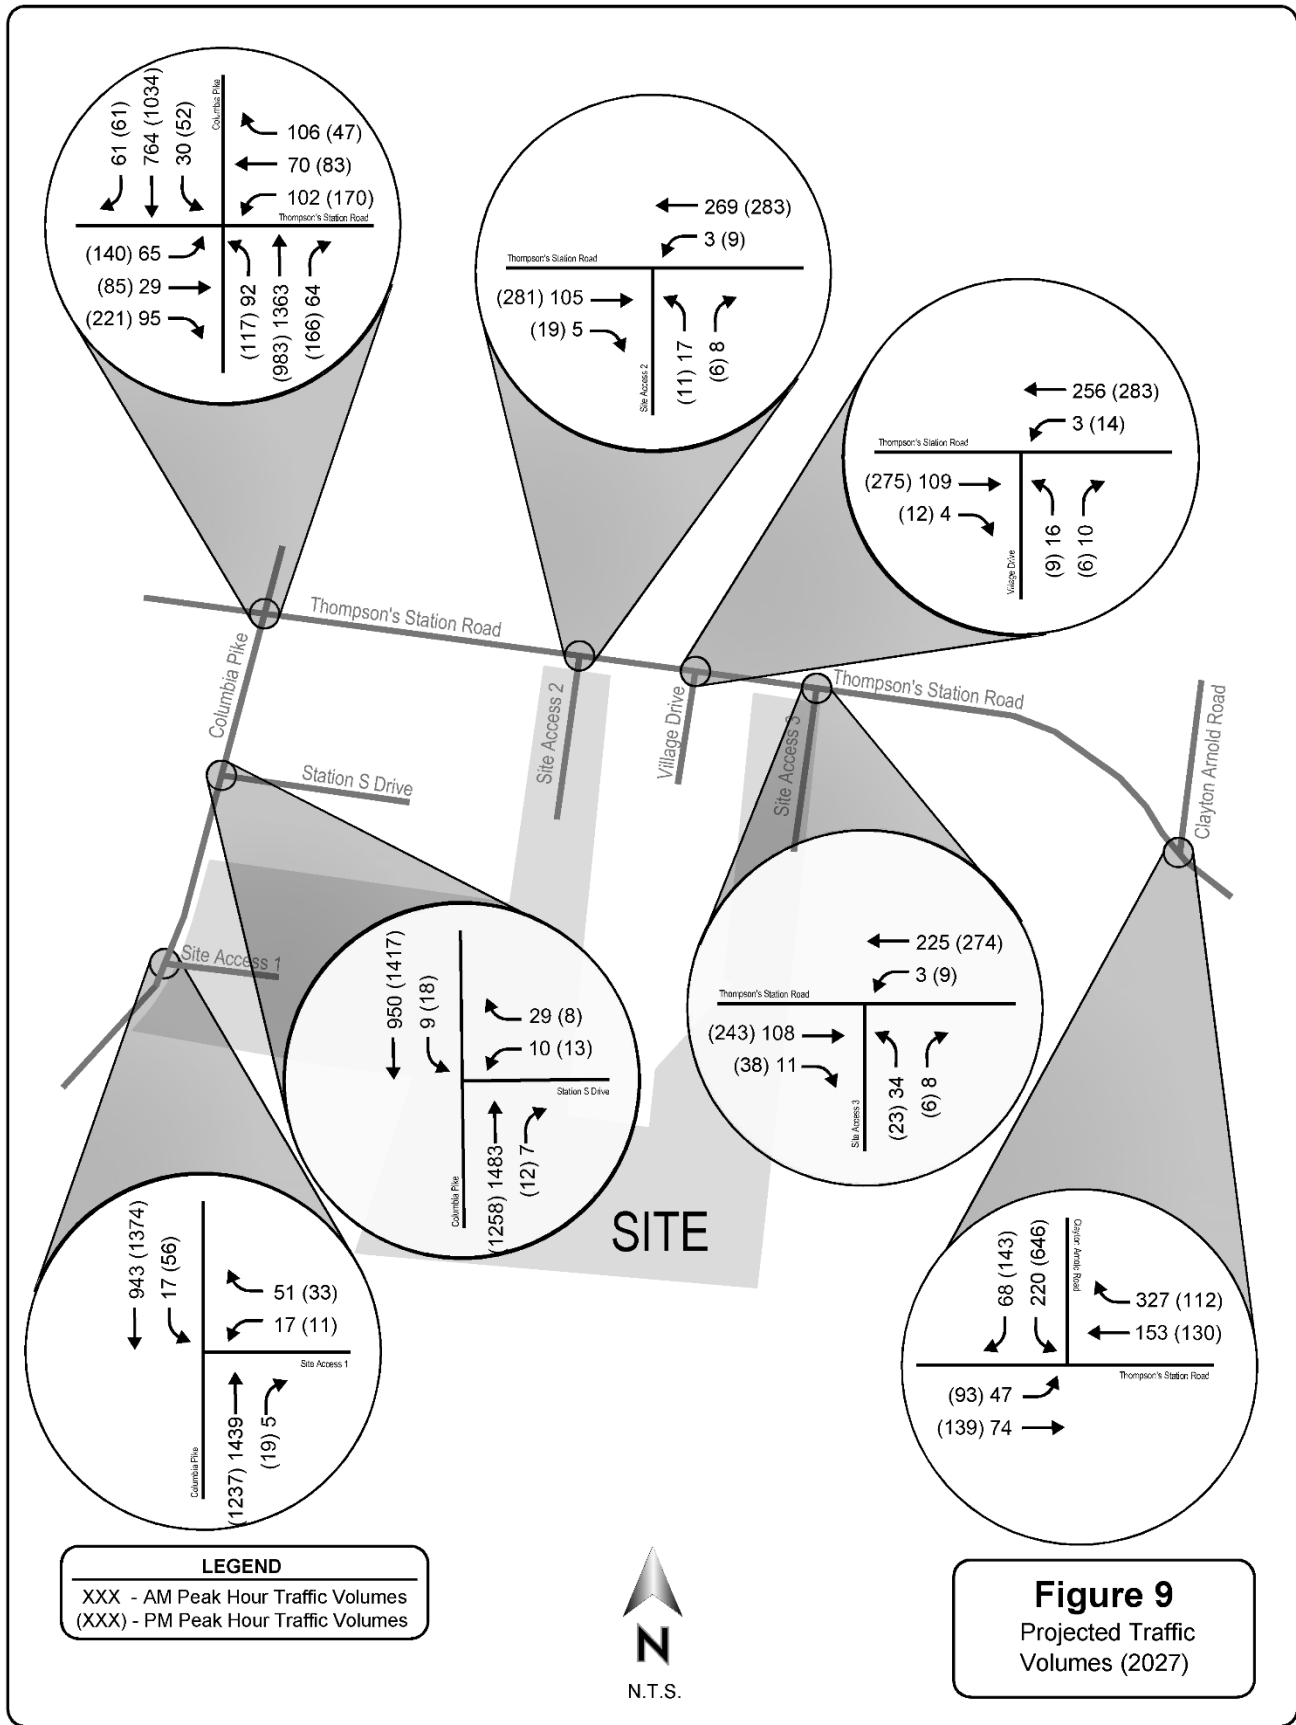 61 (61)
764 (1034)
30 (52)
Columbia Pike
106 (47)
70 (83)
102 (170)
Thompson's Station Road
(140) 65
(85) 29
(221) 95
(117) 92
(983) 1363
(166) 64
269 (283)
3 (9)
Thompson's Station Road
(281) 105
(19) 5
Site Access 2
(11) 17
(6) 8
256 (283)
3 (14)
Thompson's Station Road
(275) 109
(12) 4
Village Drive
(9) 16
(6) 10
Thompson's Station Road
Columbia Pike
Site Access 2
Village Drive
Thompson's Station Road
Site Access 3
Clayton Arnold Road
Station S Drive
Site Access 1
950 (1417)
9 (18)
29 (8)
10 (13)
Station S Drive
Columbia Pike
(1258) 1483
(12) 7
225 (274)
3 (9)
Thompson's Station Road
(243) 108
(38) 11
Site Access 3
(23) 34
(6) 8
SITE
943 (1374)
17 (56)
51 (33)
17 (11)
Site Access 1
Columbia Pike
(1237) 1439
(19) 5
68 (143)
220 (646)
Clayton Arnold Road
327 (112)
153 (130)
Thompson's Station Road
(93) 47
(139) 74
LEGEND
XXX - AM Peak Hour Traffic Volumes
(XXX) - PM Peak Hour Traffic Volumes
N
N.T.S.
Figure 9
Projected Traffic
Volumes (2027)